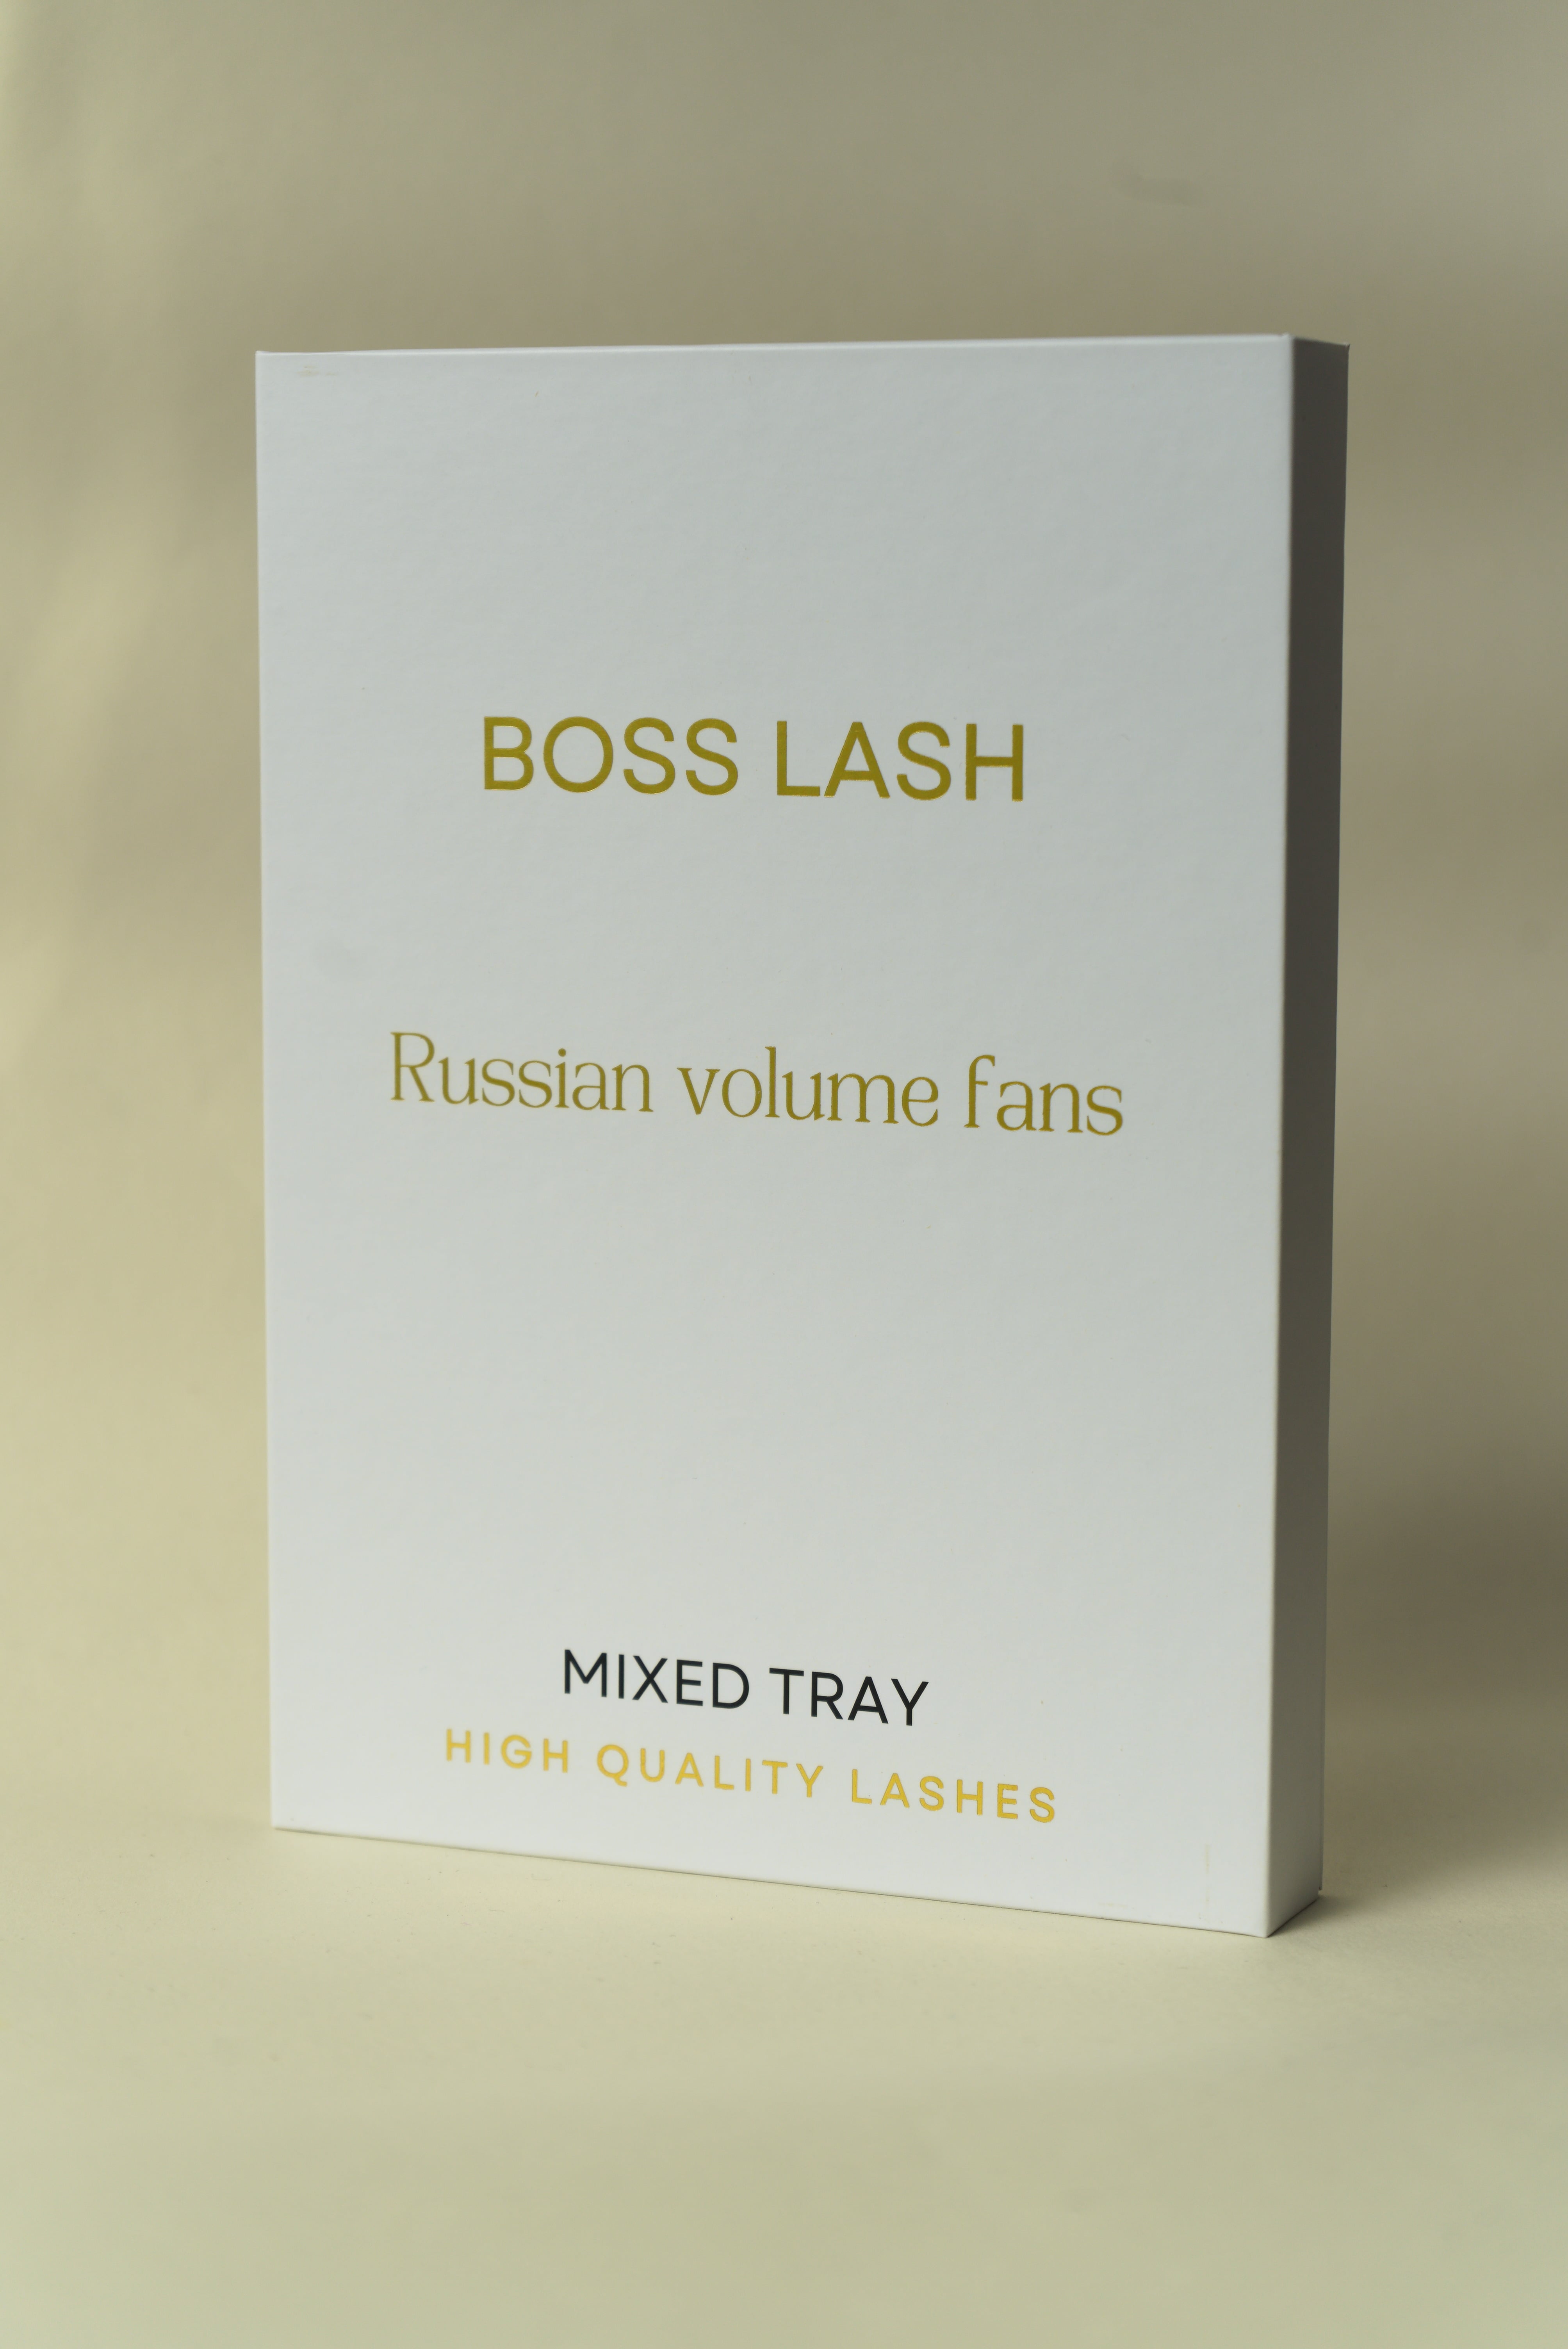 BOSS LASH
Russian volume fans
MIXED TRAY
HIGH QUALITY LASHES